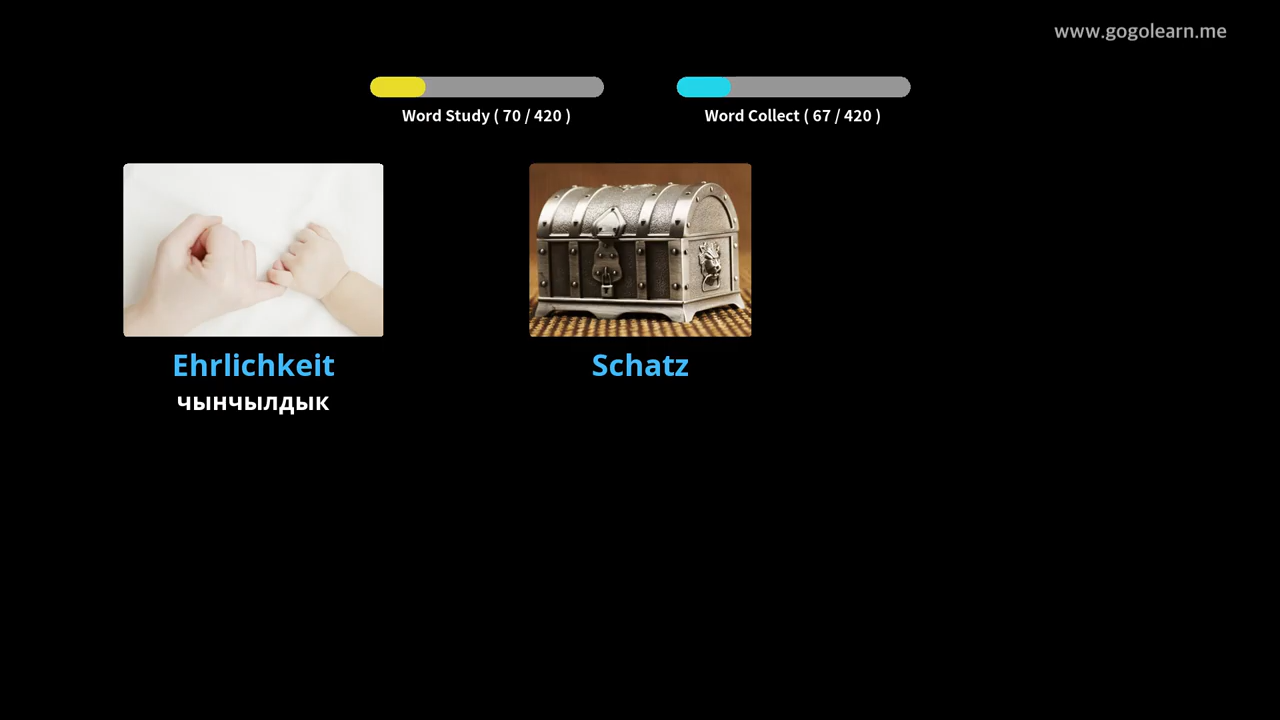 www.gogolearn.me
Word Study ( 70 / 420 )
Word Collect ( 67 / 420 )
Ehrlichkeit
чынчылдык
Schatz